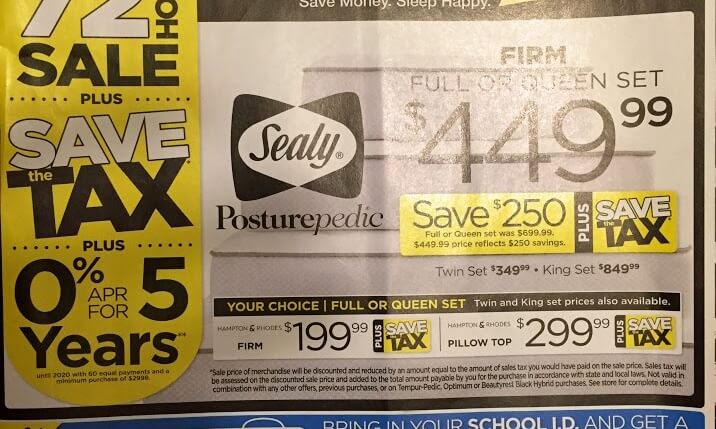 Save Money. Sleep Happy.
72 HO
SALE
PLUS
SAVE
the
TAX
PLUS
0% APR FOR 5
Years**
until 2020 with 60 equal payments and a
minimum purchase of $2998.
Sealy®
Posturepedic
FIRM
FULL OR QUEEN SET
$449.99
Save $250
Full or Queen set was $699.99.
$449.99 price reflects $250 savings.
PLUS
SAVE
the
TAX
Twin Set $349.99 • King Set $849.99
YOUR CHOICE | FULL OR QUEEN SET Twin and King set prices also available.
HAMPTON & RHODES
FIRM
$199.99
PLUS
SAVE
the
TAX
HAMPTON & RHODES
PILLOW TOP
$299.99
PLUS
SAVE
the
TAX
*Sale price of merchandise will be discounted and reduced by an amount equal to the amount of sales tax you would have paid on the sale price. Sales tax will
be assessed on the discounted sale price and added to the total amount payable by you for the purchase in accordance with state and local laws. Not valid in
combination with any other offers, previous purchases, or on Tempur-Pedic, Optimum or Beautyrest Black Hybrid purchases. See store for complete details.
BRING IN YOUR SCHOOL I.D. AND GET A